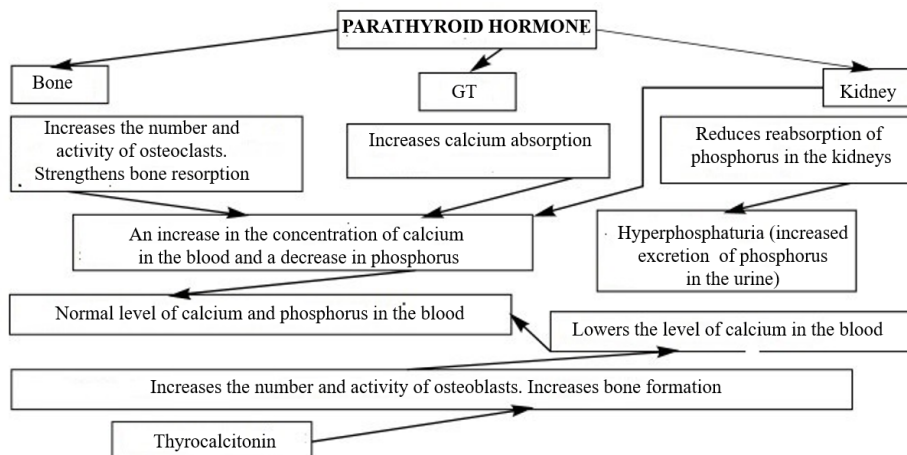 PARATHYROID HORMONE
Bone
GT
Kidney
Increases the number and
activity of osteoclasts.
Strengthens bone resorption
Increases calcium absorption
Reduces reabsorption of
phosphorus in the kidneys
An increase in the concentration of calcium
in the blood and a decrease in phosphorus
Hyperphosphaturia (increased
excretion of phosphorus
in the urine)
Normal level of calcium and phosphorus in the blood
Lowers the level of calcium in the blood
Increases the number and activity of osteoblasts. Increases bone formation
Thyrocalcitonin